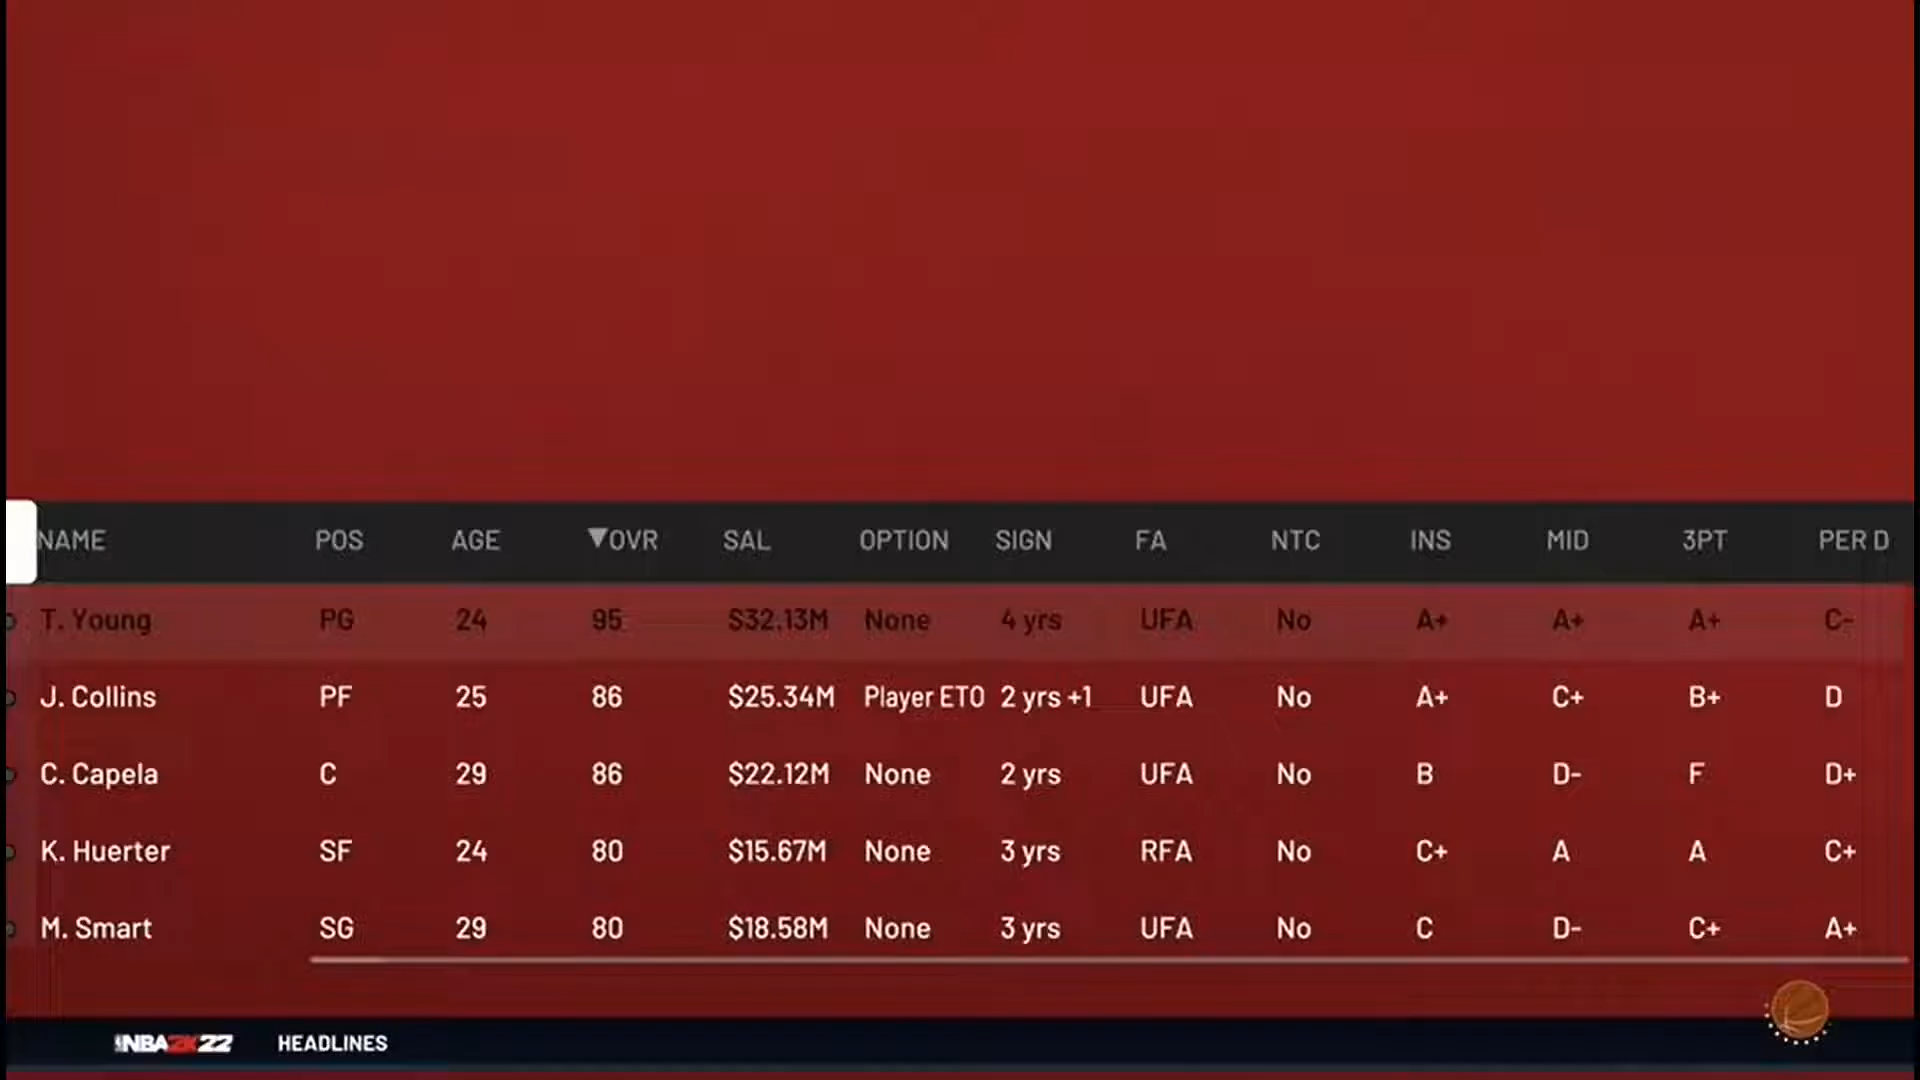 NAME POS AGE ▼OVR SAL OPTION SIGN FA NTC INS MID 3PT PER D
T. Young PG 24 95 $32.13M None 4 yrs UFA No A+ A+ A+ C-
J. Collins PF 25 86 $25.34M Player ETO 2 yrs +1 UFA No A+ C+ B+ D
C. Capela C 29 86 $22.12M None 2 yrs UFA No B D- F D+
K. Huerter SF 24 80 $15.67M None 3 yrs RFA No C+ A A C+
M. Smart SG 29 80 $18.58M None 3 yrs UFA No C D- C+ A+
NBA2K22 HEADLINES